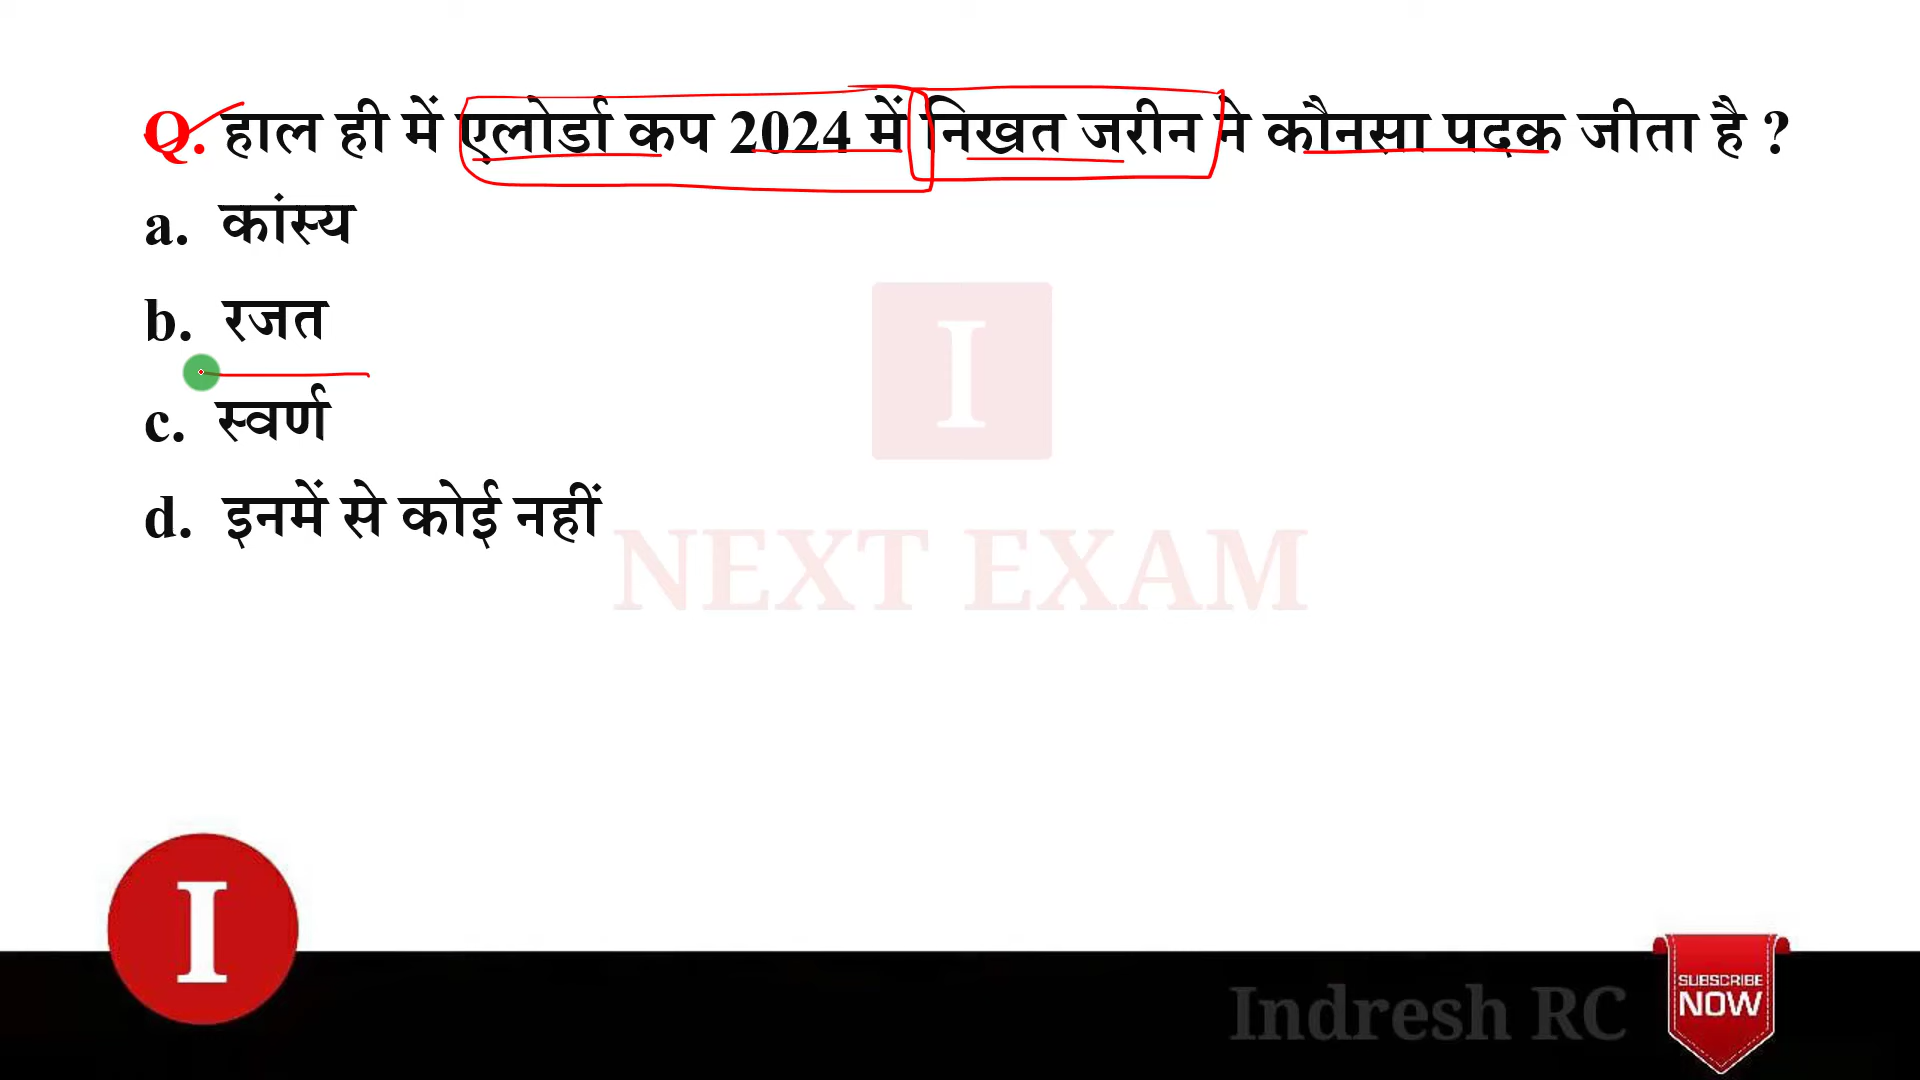 Q. हाल ही में एलोर्डा कप 2024 में निखत जरीन ने कौनसा पदक जीता है ?
a. कांस्य
b. रजत
c. स्वर्ण
d. इनमें से कोई नहीं
I
NEXT EXAM
I
Indresh RC
SUBSCRIBE
NOW